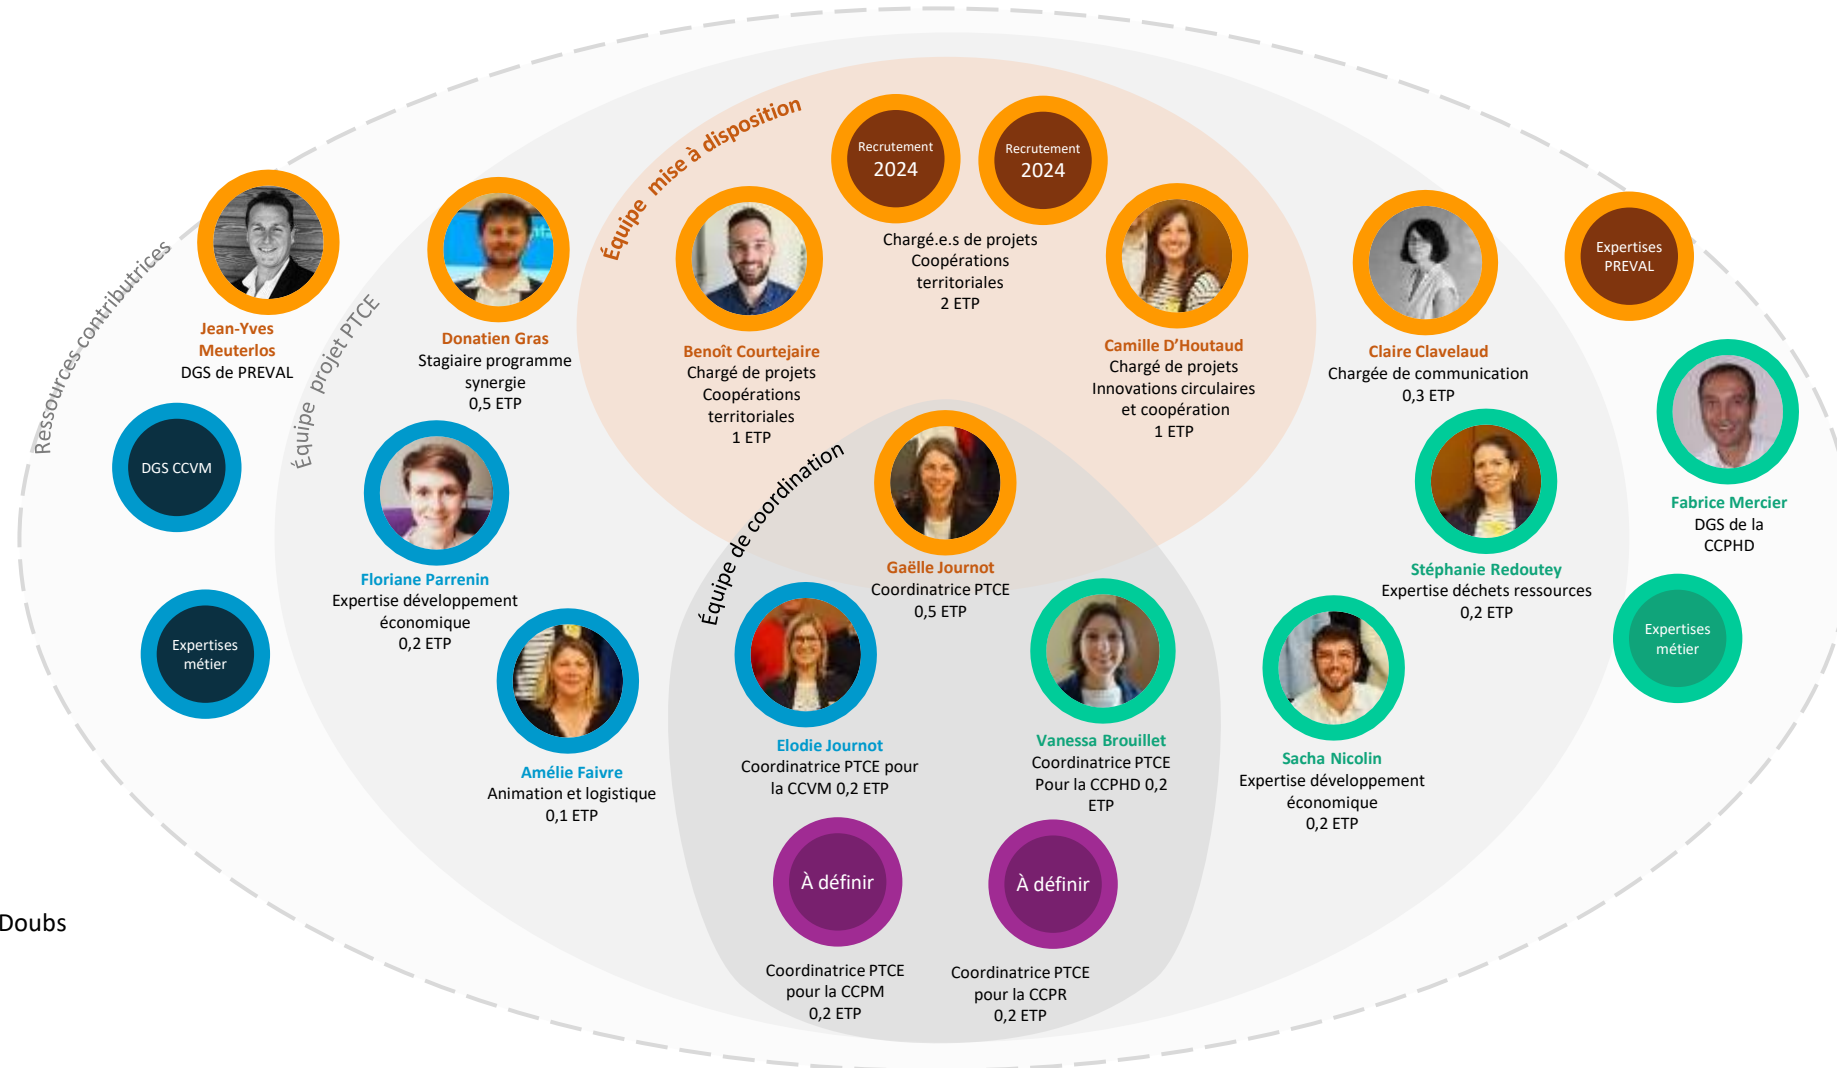 Ressources contributrices
Équipe projet PTCE
Équipe mise à disposition
Équipe de coordination
Recrutement
2024
Recrutement
2024
Chargé.e.s de projets
Coopérations
territoriales
2 ETP
Jean-Yves
Meuterlos
DGS de PREVAL
Donatien Gras
Stagiaire programme
synergie
0,5 ETP
Benoît Courtejaire
Chargé de projets
Coopérations
territoriales
1 ETP
Camille D'Houtaud
Chargé de projets
Innovations circulaires
et coopération
1 ETP
Claire Clavelaud
Chargée de communication
0,3 ETP
Expertises
PREVAL
DGS CCVM
Fabrice Mercier
DGS de la
CCPHD
Floriane Parrenin
Expertise développement
économique
0,2 ETP
Gaëlle Journot
Coordinatrice PTCE
0,5 ETP
Stéphanie Redoutey
Expertise déchets ressources
0,2 ETP
Expertises
métier
Expertises
métier
Amélie Faivre
Animation et logistique
0,1 ETP
Elodie Journot
Coordinatrice PTCE pour
la CCVM 0,2 ETP
Vanessa Brouillet
Coordinatrice PTCE
Pour la CCPHD 0,2
ETP
Sacha Nicolin
Expertise développement
économique
0,2 ETP
À définir
À définir
Coordinatrice PTCE
pour la CCPM
0,2 ETP
Coordinatrice PTCE
pour la CCPR
0,2 ETP
Doubs